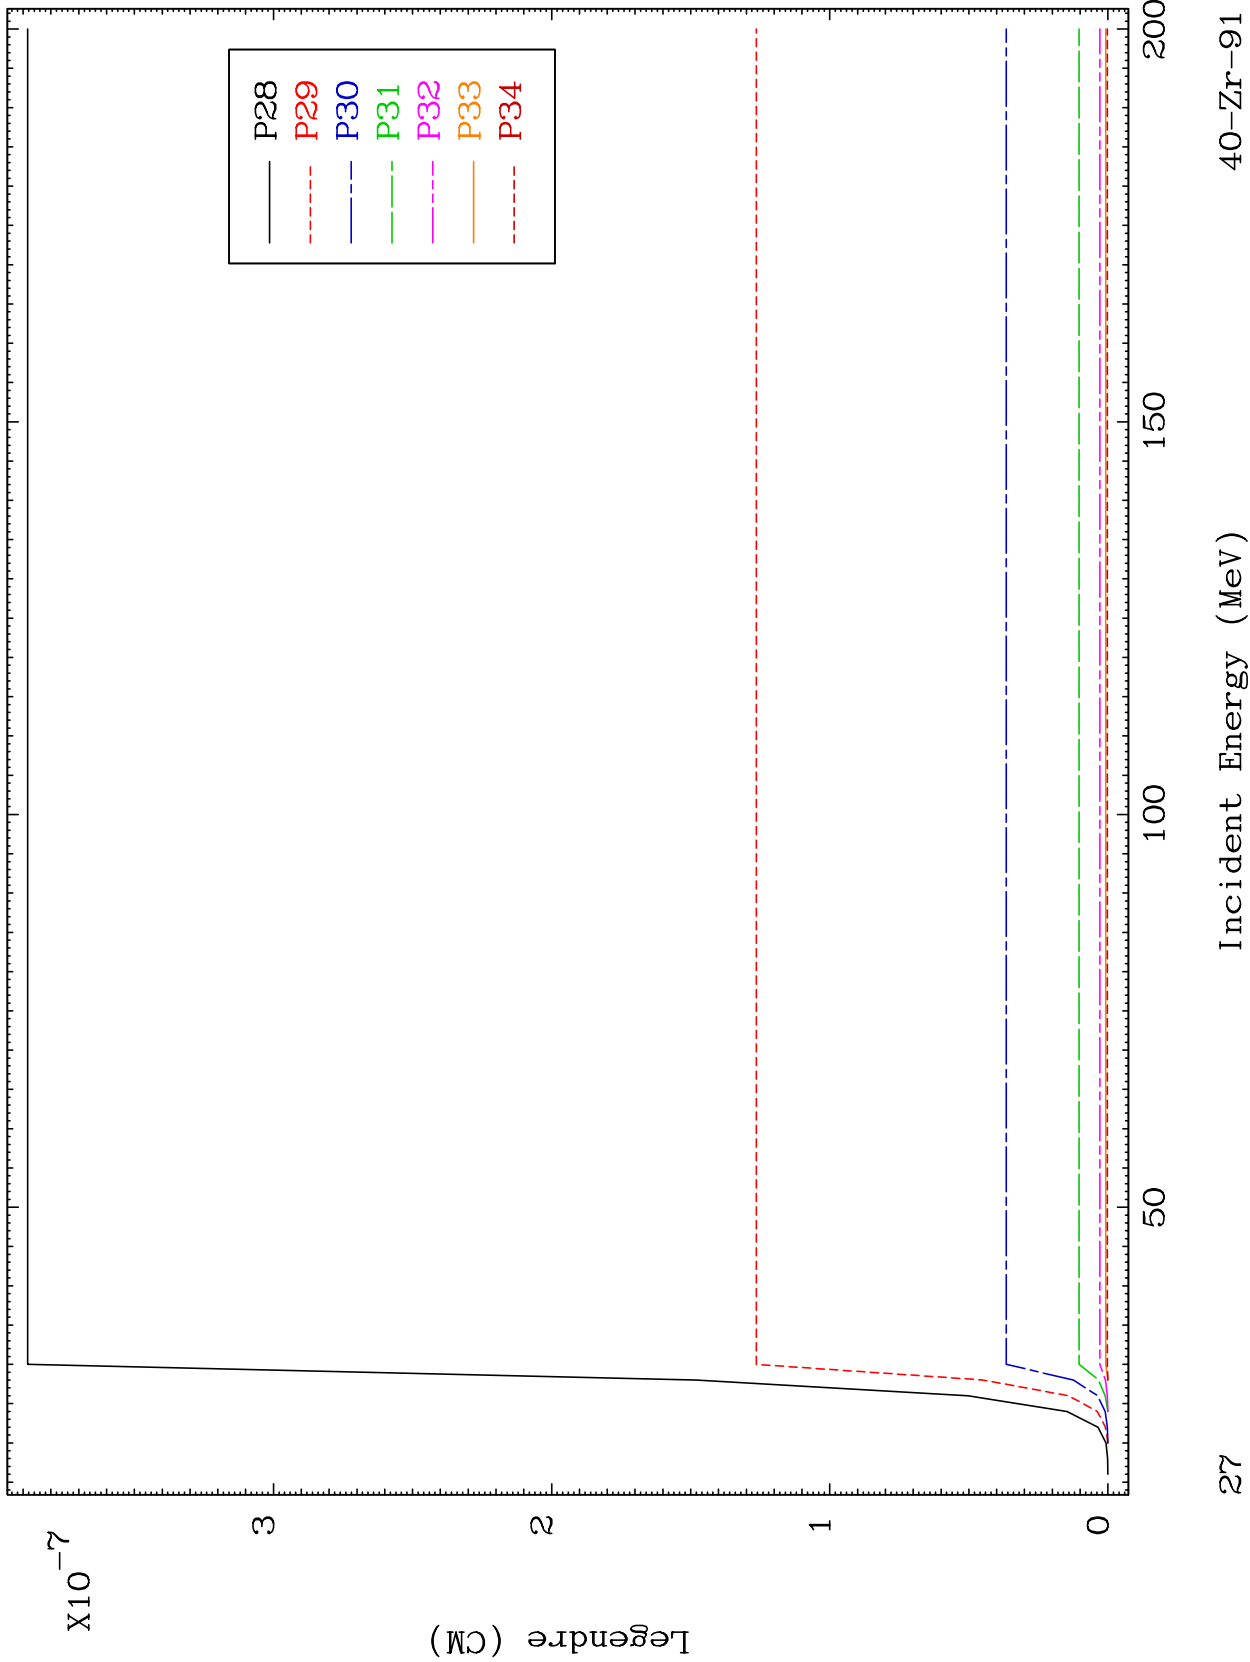 X10-7
3
2
1
0
Legendre (CM)
P28
P29
P30
P31
P32
P33
P34
50
100
150
200
Incident Energy (MeV)
27
40-Zr-91